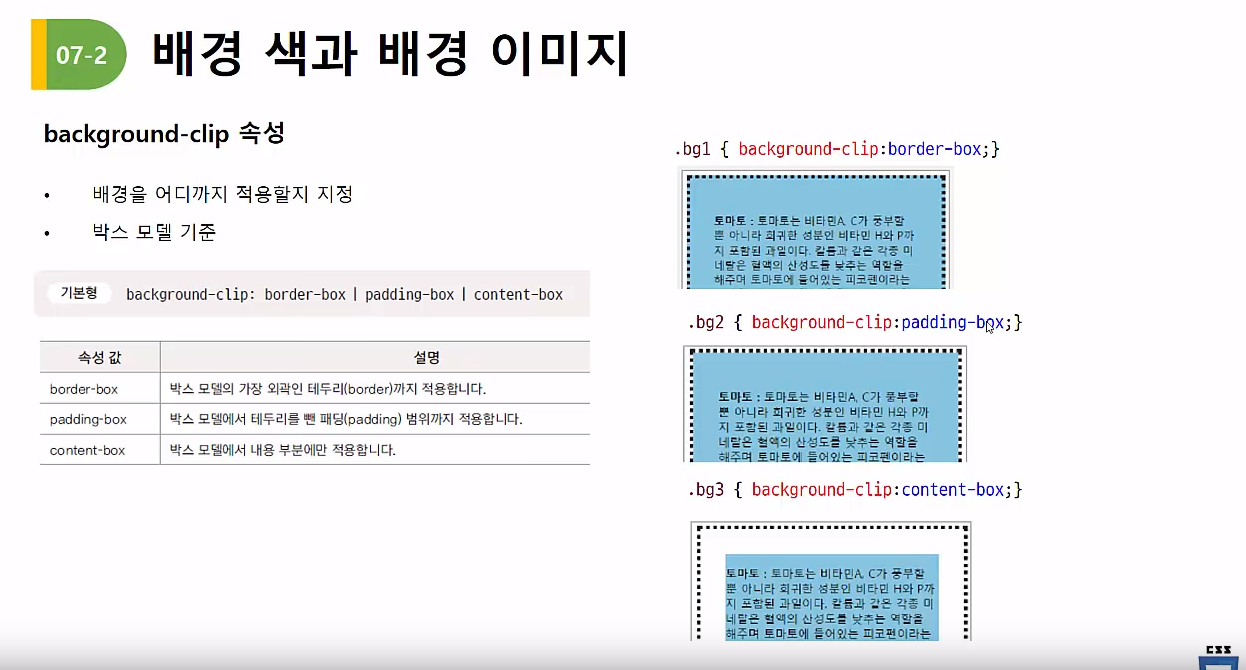 07-2 배경 색과 배경 이미지
background-clip 속성
• 배경을 어디까지 적용할지 지정
• 박스 모델 기준
기본형 background-clip: border-box | padding-box | content-box
속성 값 설명
border-box 박스 모델의 가장 외곽인 테두리(border)까지 적용합니다.
padding-box 박스 모델에서 테두리를 뺀 패딩(padding) 범위까지 적용합니다.
content-box 박스 모델에서 내용 부분에만 적용합니다.
.bg1 { background-clip:border-box;}
토마토 : 토마토는 비타민A, C가 풍부할
뿐 아니라 희귀한 성분인 비타민 H와 P까
지 포함된 과일이다. 칼륨과 같은 각종 미
네랄은 혈액의 산성도를 낮추는 역할을
해주며 토마토에 들어있는 피코펜이라는
.bg2 { background-clip:padding-box;}
토마토 : 토마토는 비타민A, C가 풍부할
뿐 아니라 희귀한 성분인 비타민 H와 P까
지 포함된 과일이다. 칼륨과 같은 각종 미
네랄은 혈액의 산성도를 낮추는 역할을
해주며 토마토에 들어있는 피코펜이라는
.bg3 { background-clip:content-box;}
토마토 : 토마토는 비타민A, C가 풍부할
뿐 아니라 희귀한 성분인 비타민 H와 P까
지 포함된 과일이다. 칼륨과 같은 각종 미
네랄은 혈액의 산성도를 낮추는 역할을
해주며 토마토에 들어있는 피코펜이라는
CSS